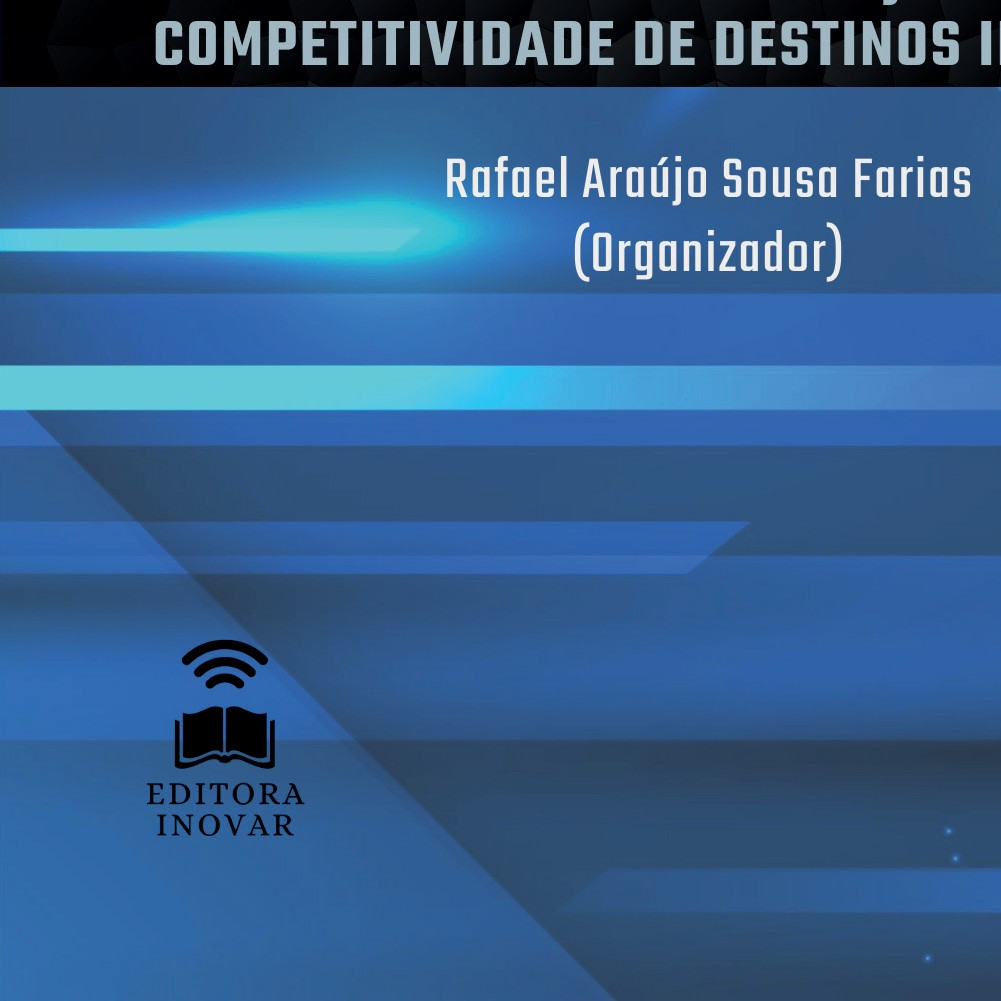 COMPETITIVIDADE DE DESTINOS
Rafael Araújo Sousa Farias
(Organizador)
EDITORA
INOVAR